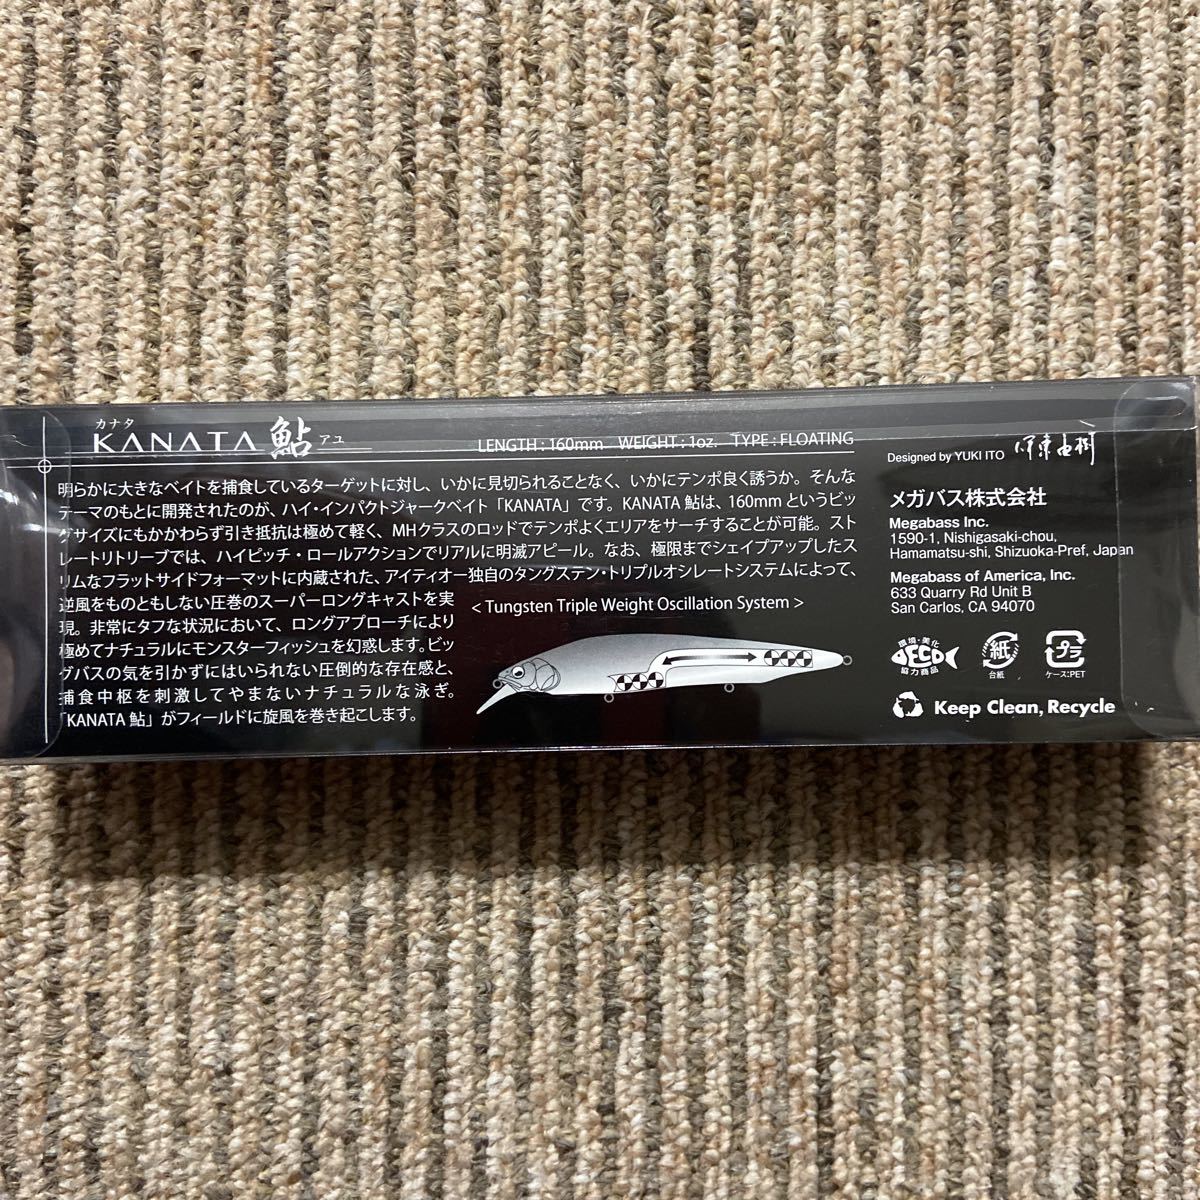 カナタ
KANATA 鮎 アユ
LENGTH : 160mm WEIGHT : 1oz. TYPE : FLOATING
明らかに大きなベイトを捕食しているターゲットに対し、いかに見切られることなく、いかにテンポ良く誘うか。そんな
テーマのもとに開発されたのが、ハイ・インパクトジャークベイト「KANATA」です。KANATA 鮎は、160mm というビッ
グサイズにもかかわらず引き抵抗は極めて軽く、MHクラスのロッドでテンポよくエリアをサーチすることが可能。スト
レートリトリーブでは、ハイピッチ・ロールアクションでリアルに明滅アピール。なお、極限までシェイプアップしたス
リムなフラットサイドフォーマットに内蔵された、アイティオー独自のタングステン・トリプルオシレートシステムによって、
逆風をものともしない圧巻のスーパーロングキャストを実
現。非常にタフな状況において、ロングアプローチにより
極めてナチュラルにモンスターフィッシュを幻惑します。ビッ
グバスの気を引かずにはいられない圧倒的な存在感と、
捕食中枢を刺激してやまないナチュラルな泳ぎ。
「KANATA 鮎」がフィールドに旋風を巻き起こします。
< Tungsten Triple Weight Oscillation System >
Designed by YUKI ITO 伊東由樹
メガバス株式会社
Megabass Inc.
1590-1, Nishigasaki-chou,
Hamamatsu-shi, Shizuoka-Pref, Japan
Megabass of America, Inc.
633 Quarry Rd Unit B
San Carlos, CA 94070
環境・美化
ECO
協力商品
紙
台紙
プラ
ケース:PET
Keep Clean, Recycle